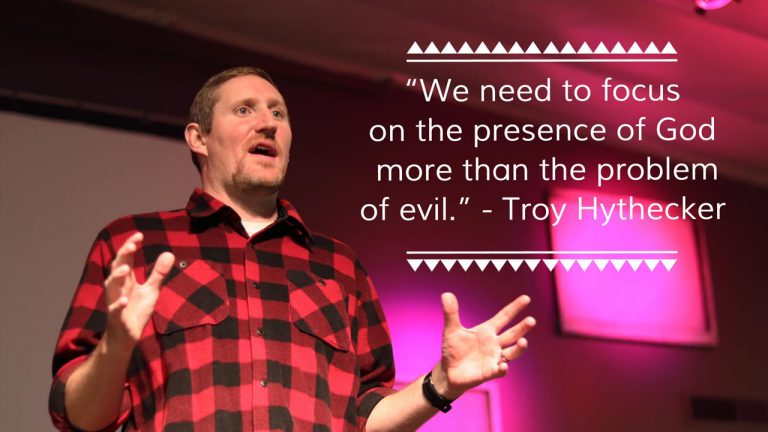 “We need to focus
on the presence of God
more than the problem
of evil.” - Troy Hythecker